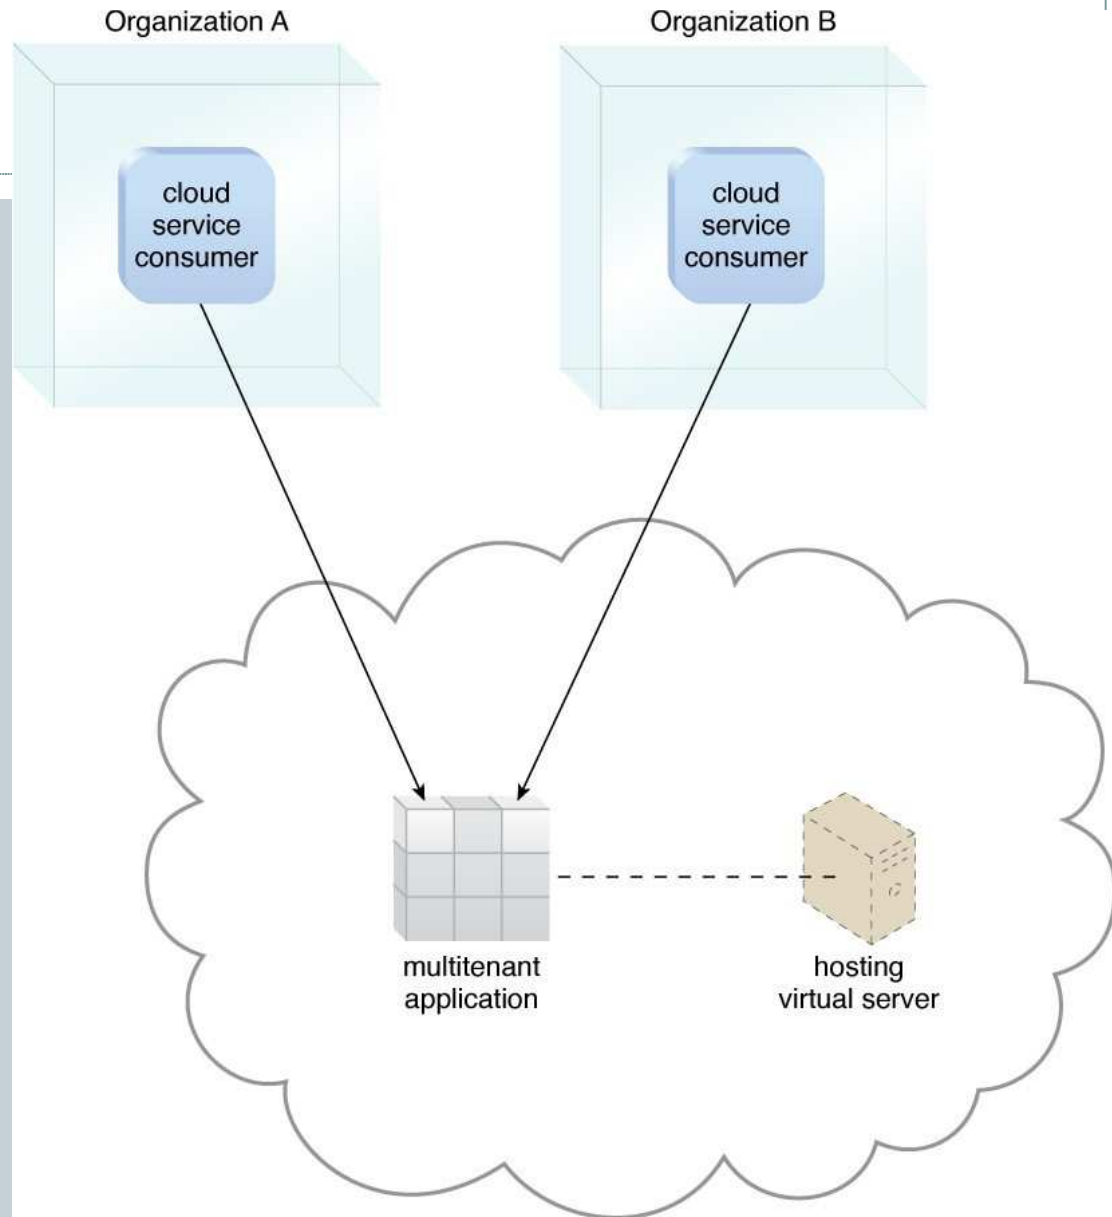 Organization A
Organization B
cloud
service
consumer
cloud
service
consumer
multitenant
application
hosting
virtual server